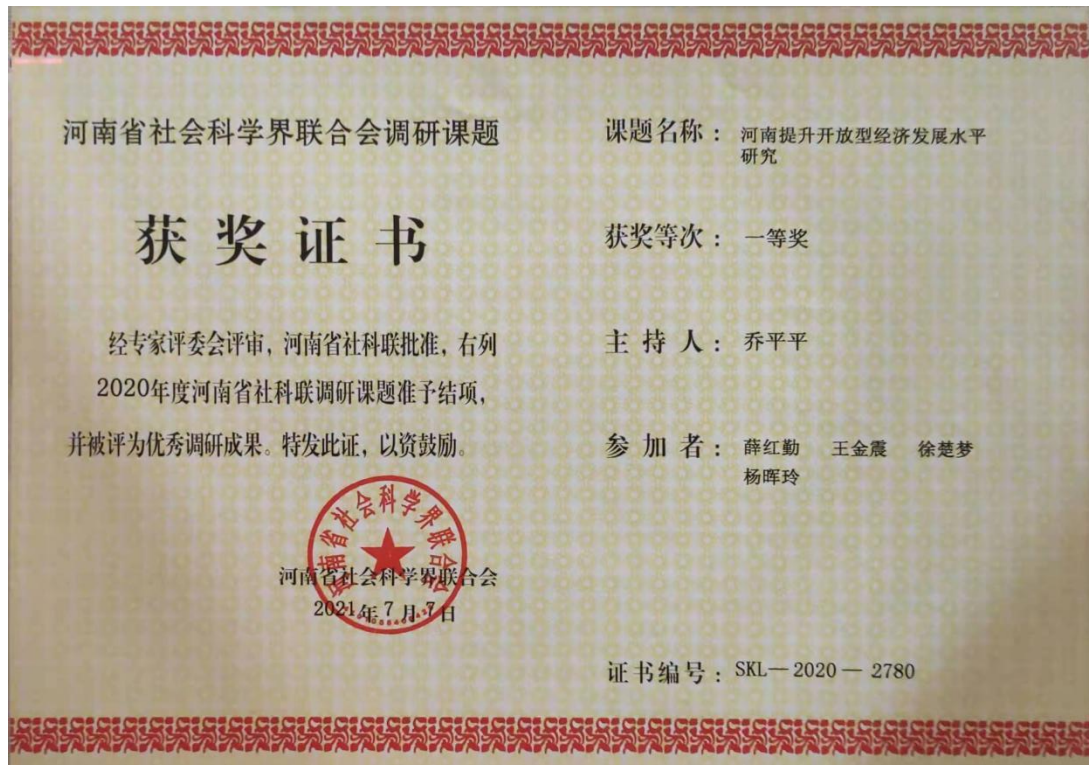 河南省社会科学界联合会调研课题
获奖证书
经专家评委会评审，河南省社科联批准，右列
2020年度河南省社科联调研课题准予结项，
并被评为优秀调研成果。特发此证，以资鼓励。
河南省社会科学界联合会
河南省社会科学界联合会
2021年7月7日
课题名称：河南提升开放型经济发展水平
研究
获奖等次：一等奖
主持人：乔平平
参加者：薛红勤 王金震 徐楚梦
杨晖玲
证书编号：SKL—2020—2780